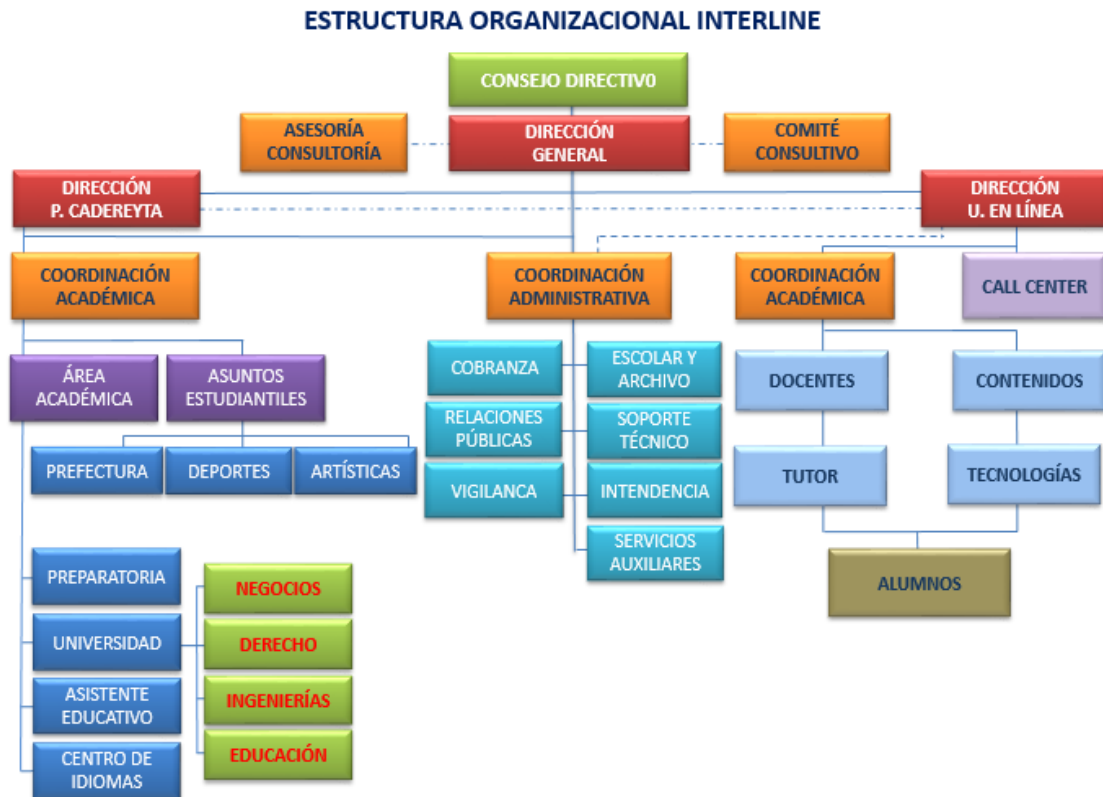 ESTRUCTURA ORGANIZACIONAL INTERLINE
CONSEJO DIRECTIV0
ASESORÍA
CONSULTORÍA
DIRECCIÓN
GENERAL
COMITÉ
CONSULTIVO
DIRECCIÓN
P. CADEREYTA
DIRECCIÓN
U. EN LÍNEA
COORDINACIÓN
ACADÉMICA
COORDINACIÓN
ADMINISTRATIVA
COORDINACIÓN
ACADÉMICA
CALL CENTER
ÁREA
ACADÉMICA
ASUNTOS
ESTUDIANTILES
PREFECTURA
DEPORTES
ARTÍSTICAS
COBRANZA
ESCOLAR Y
ARCHIVO
RELACIONES
PÚBLICAS
SOPORTE
TÉCNICO
VIGILANCA
INTENDENCIA
SERVICIOS
AUXILIARES
DOCENTES
CONTENIDOS
TUTOR
TECNOLOGÍAS
ALUMNOS
PREPARATORIA
UNIVERSIDAD
ASISTENTE
EDUCATIVO
CENTRO DE
IDIOMAS
NEGOCIOS
DERECHO
INGENIERÍAS
EDUCACIÓN